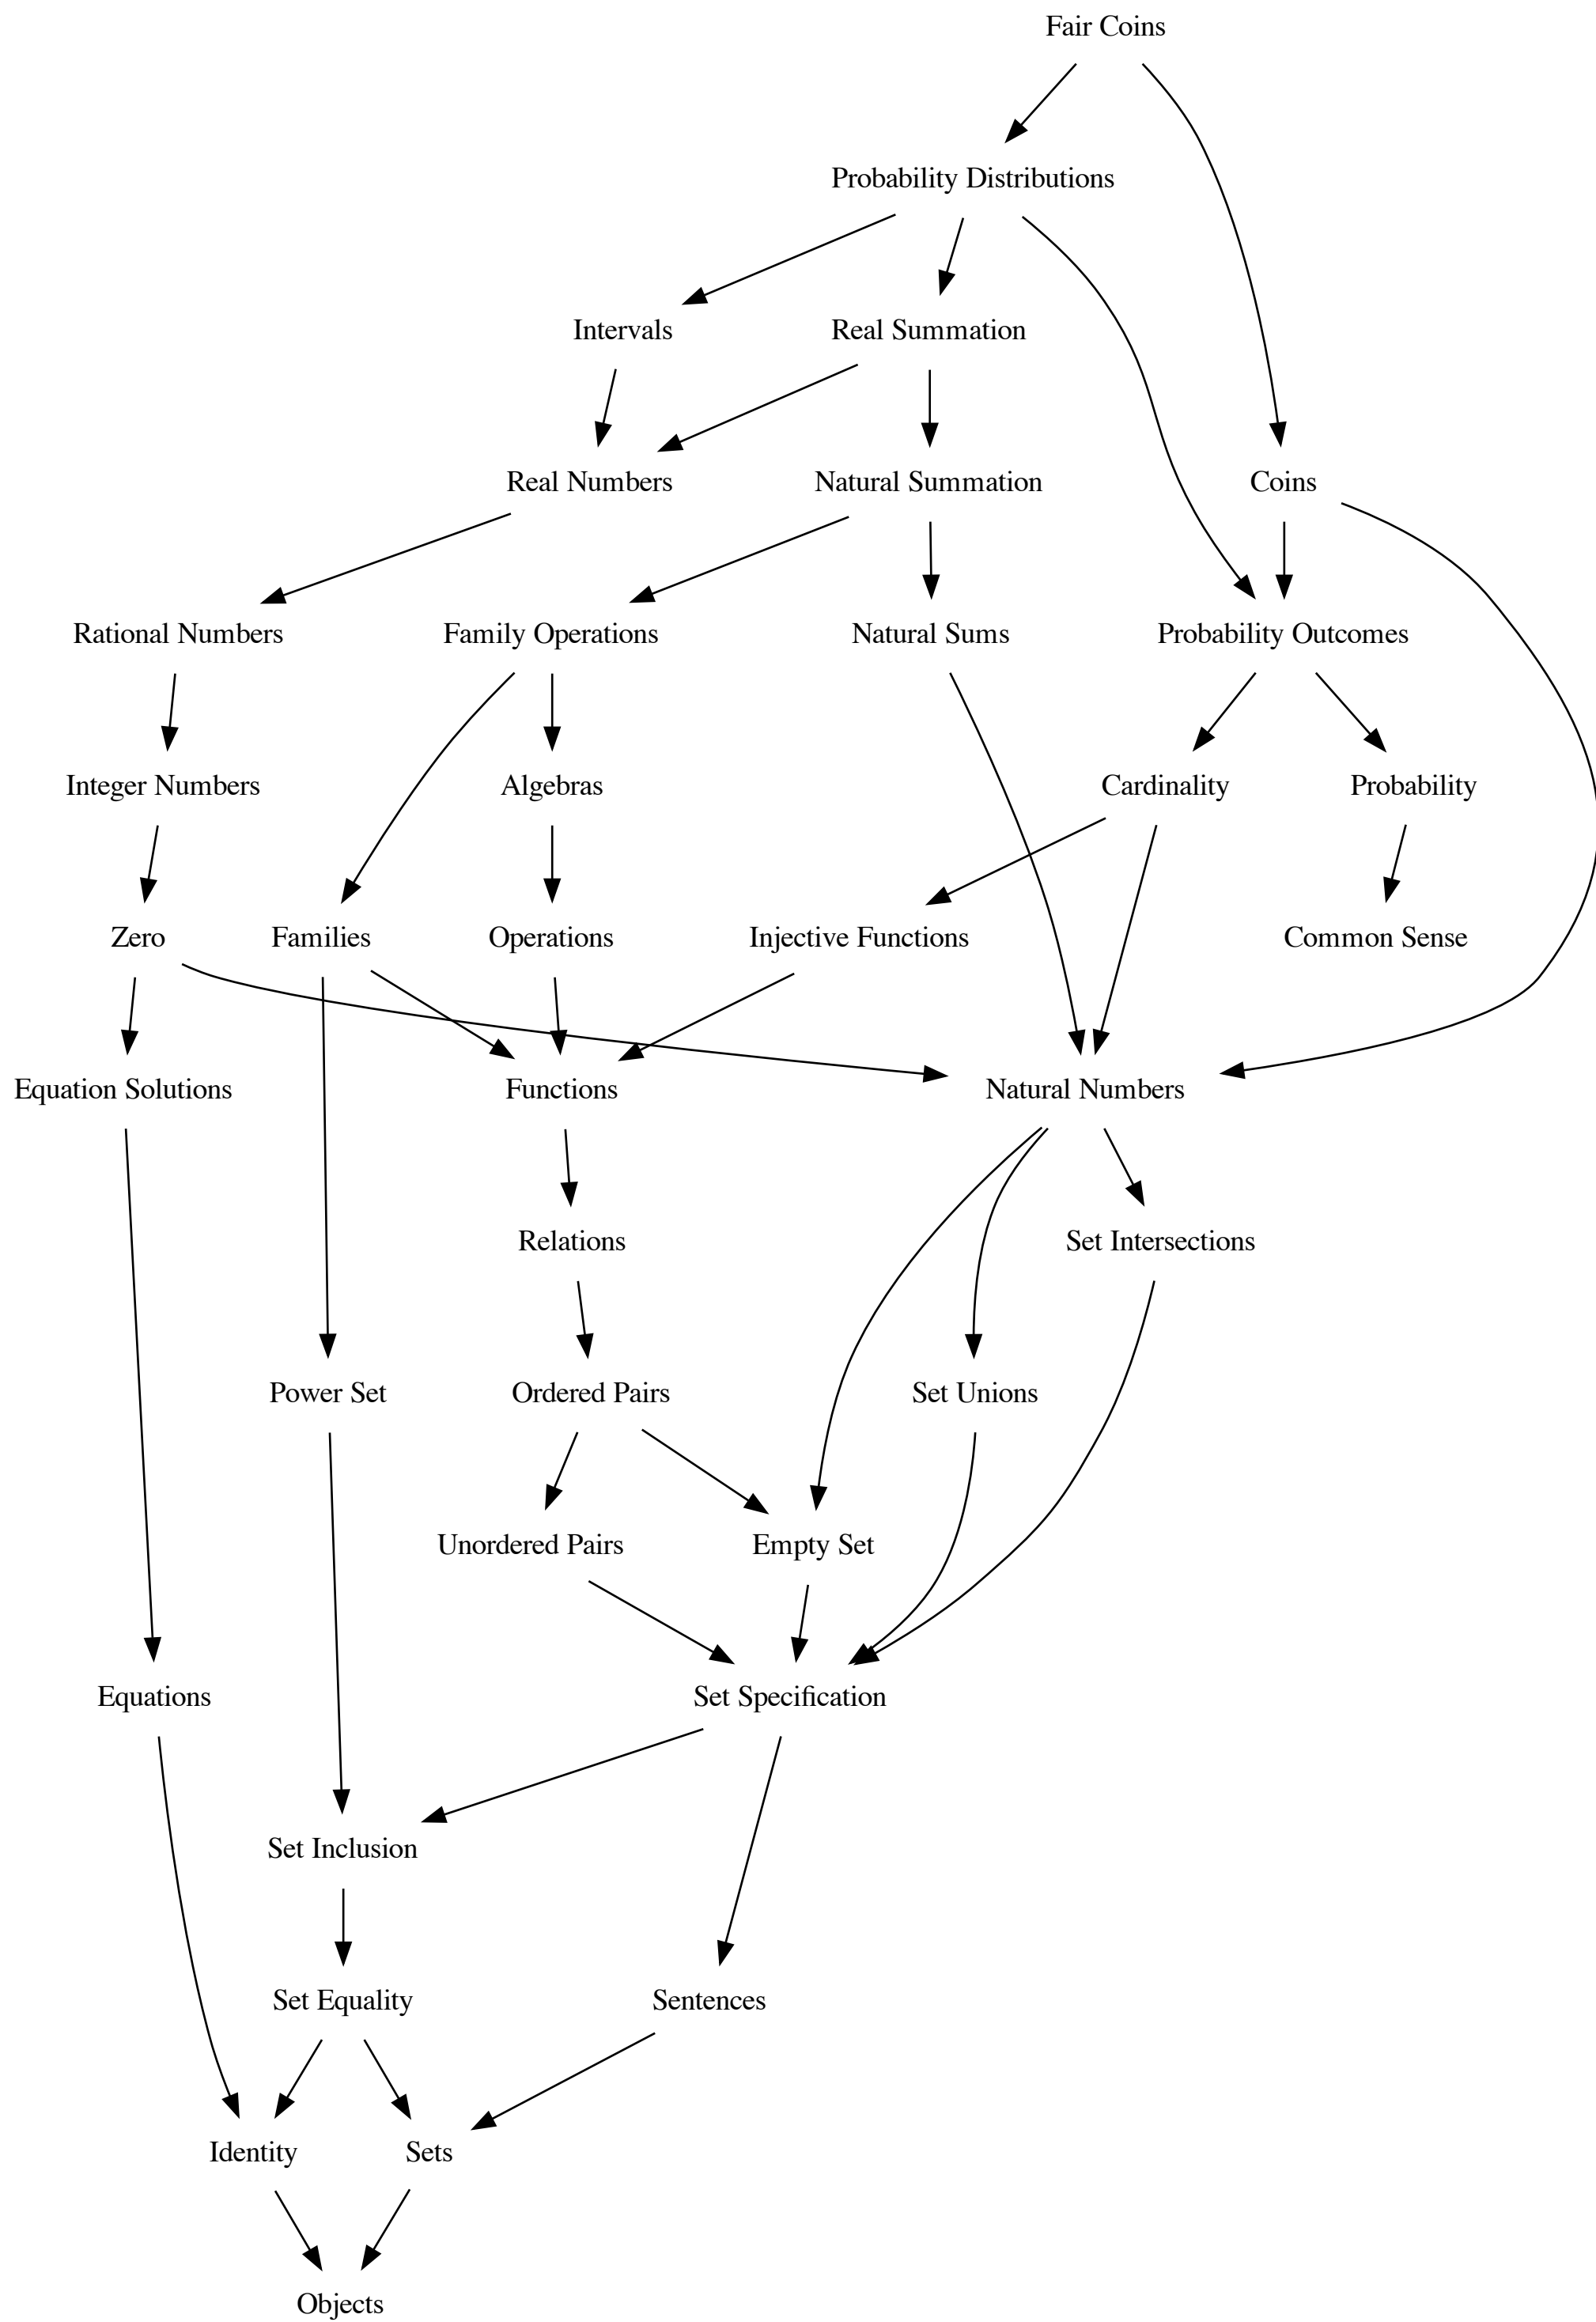 Fair Coins
Probability Distributions
Intervals
Real Summation
Real Numbers
Natural Summation
Coins
Rational Numbers
Family Operations
Natural Sums
Probability Outcomes
Integer Numbers
Algebras
Cardinality
Probability
Zero
Families
Operations
Injective Functions
Common Sense
Equation Solutions
Functions
Natural Numbers
Relations
Set Intersections
Power Set
Ordered Pairs
Set Unions
Unordered Pairs
Empty Set
Equations
Set Specification
Set Inclusion
Set Equality
Sentences
Identity
Sets
Objects